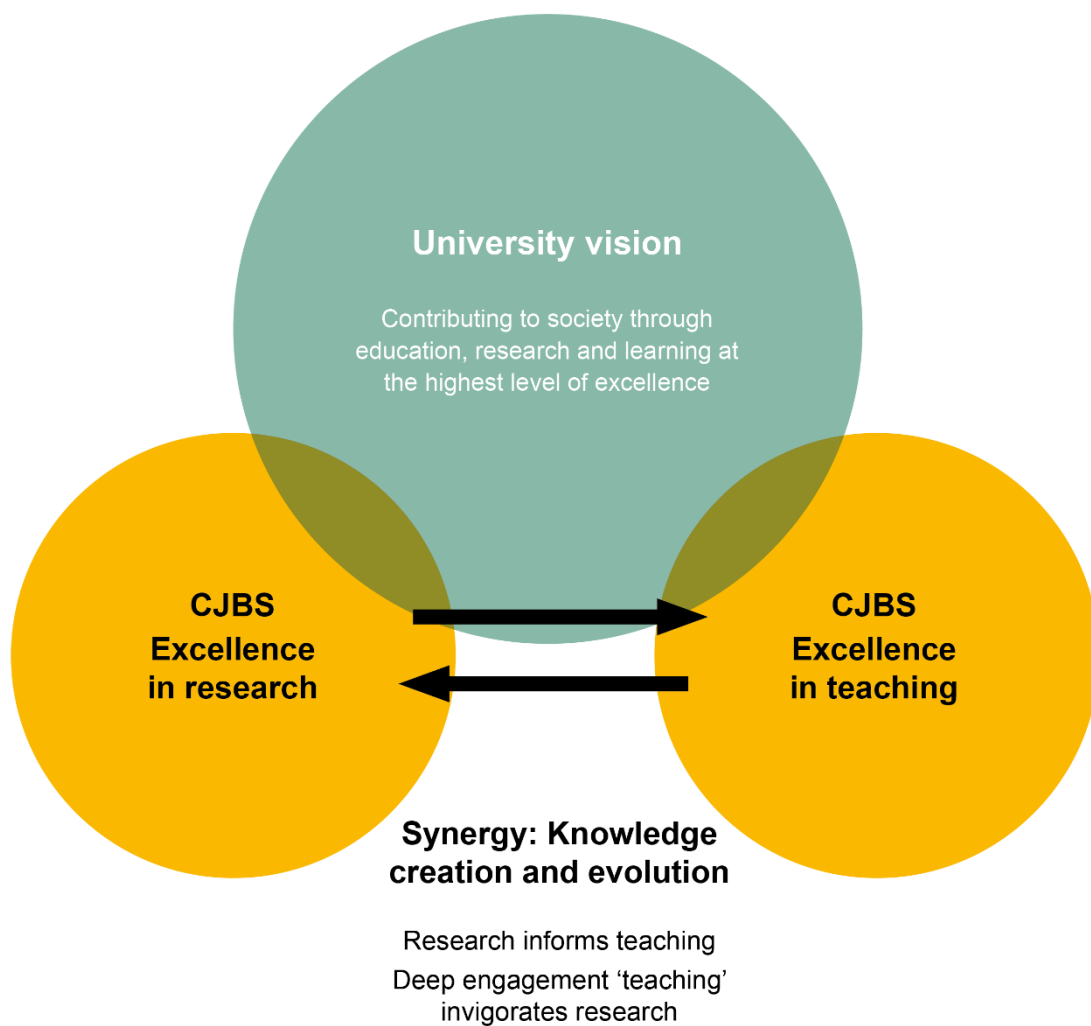 University vision
Contributing to society through
education, research and learning at
the highest level of excellence
CJBS
Excellence
in research
CJBS
Excellence
in teaching
Synergy: Knowledge
creation and evolution
Research informs teaching
Deep engagement ‘teaching’
invigorates research